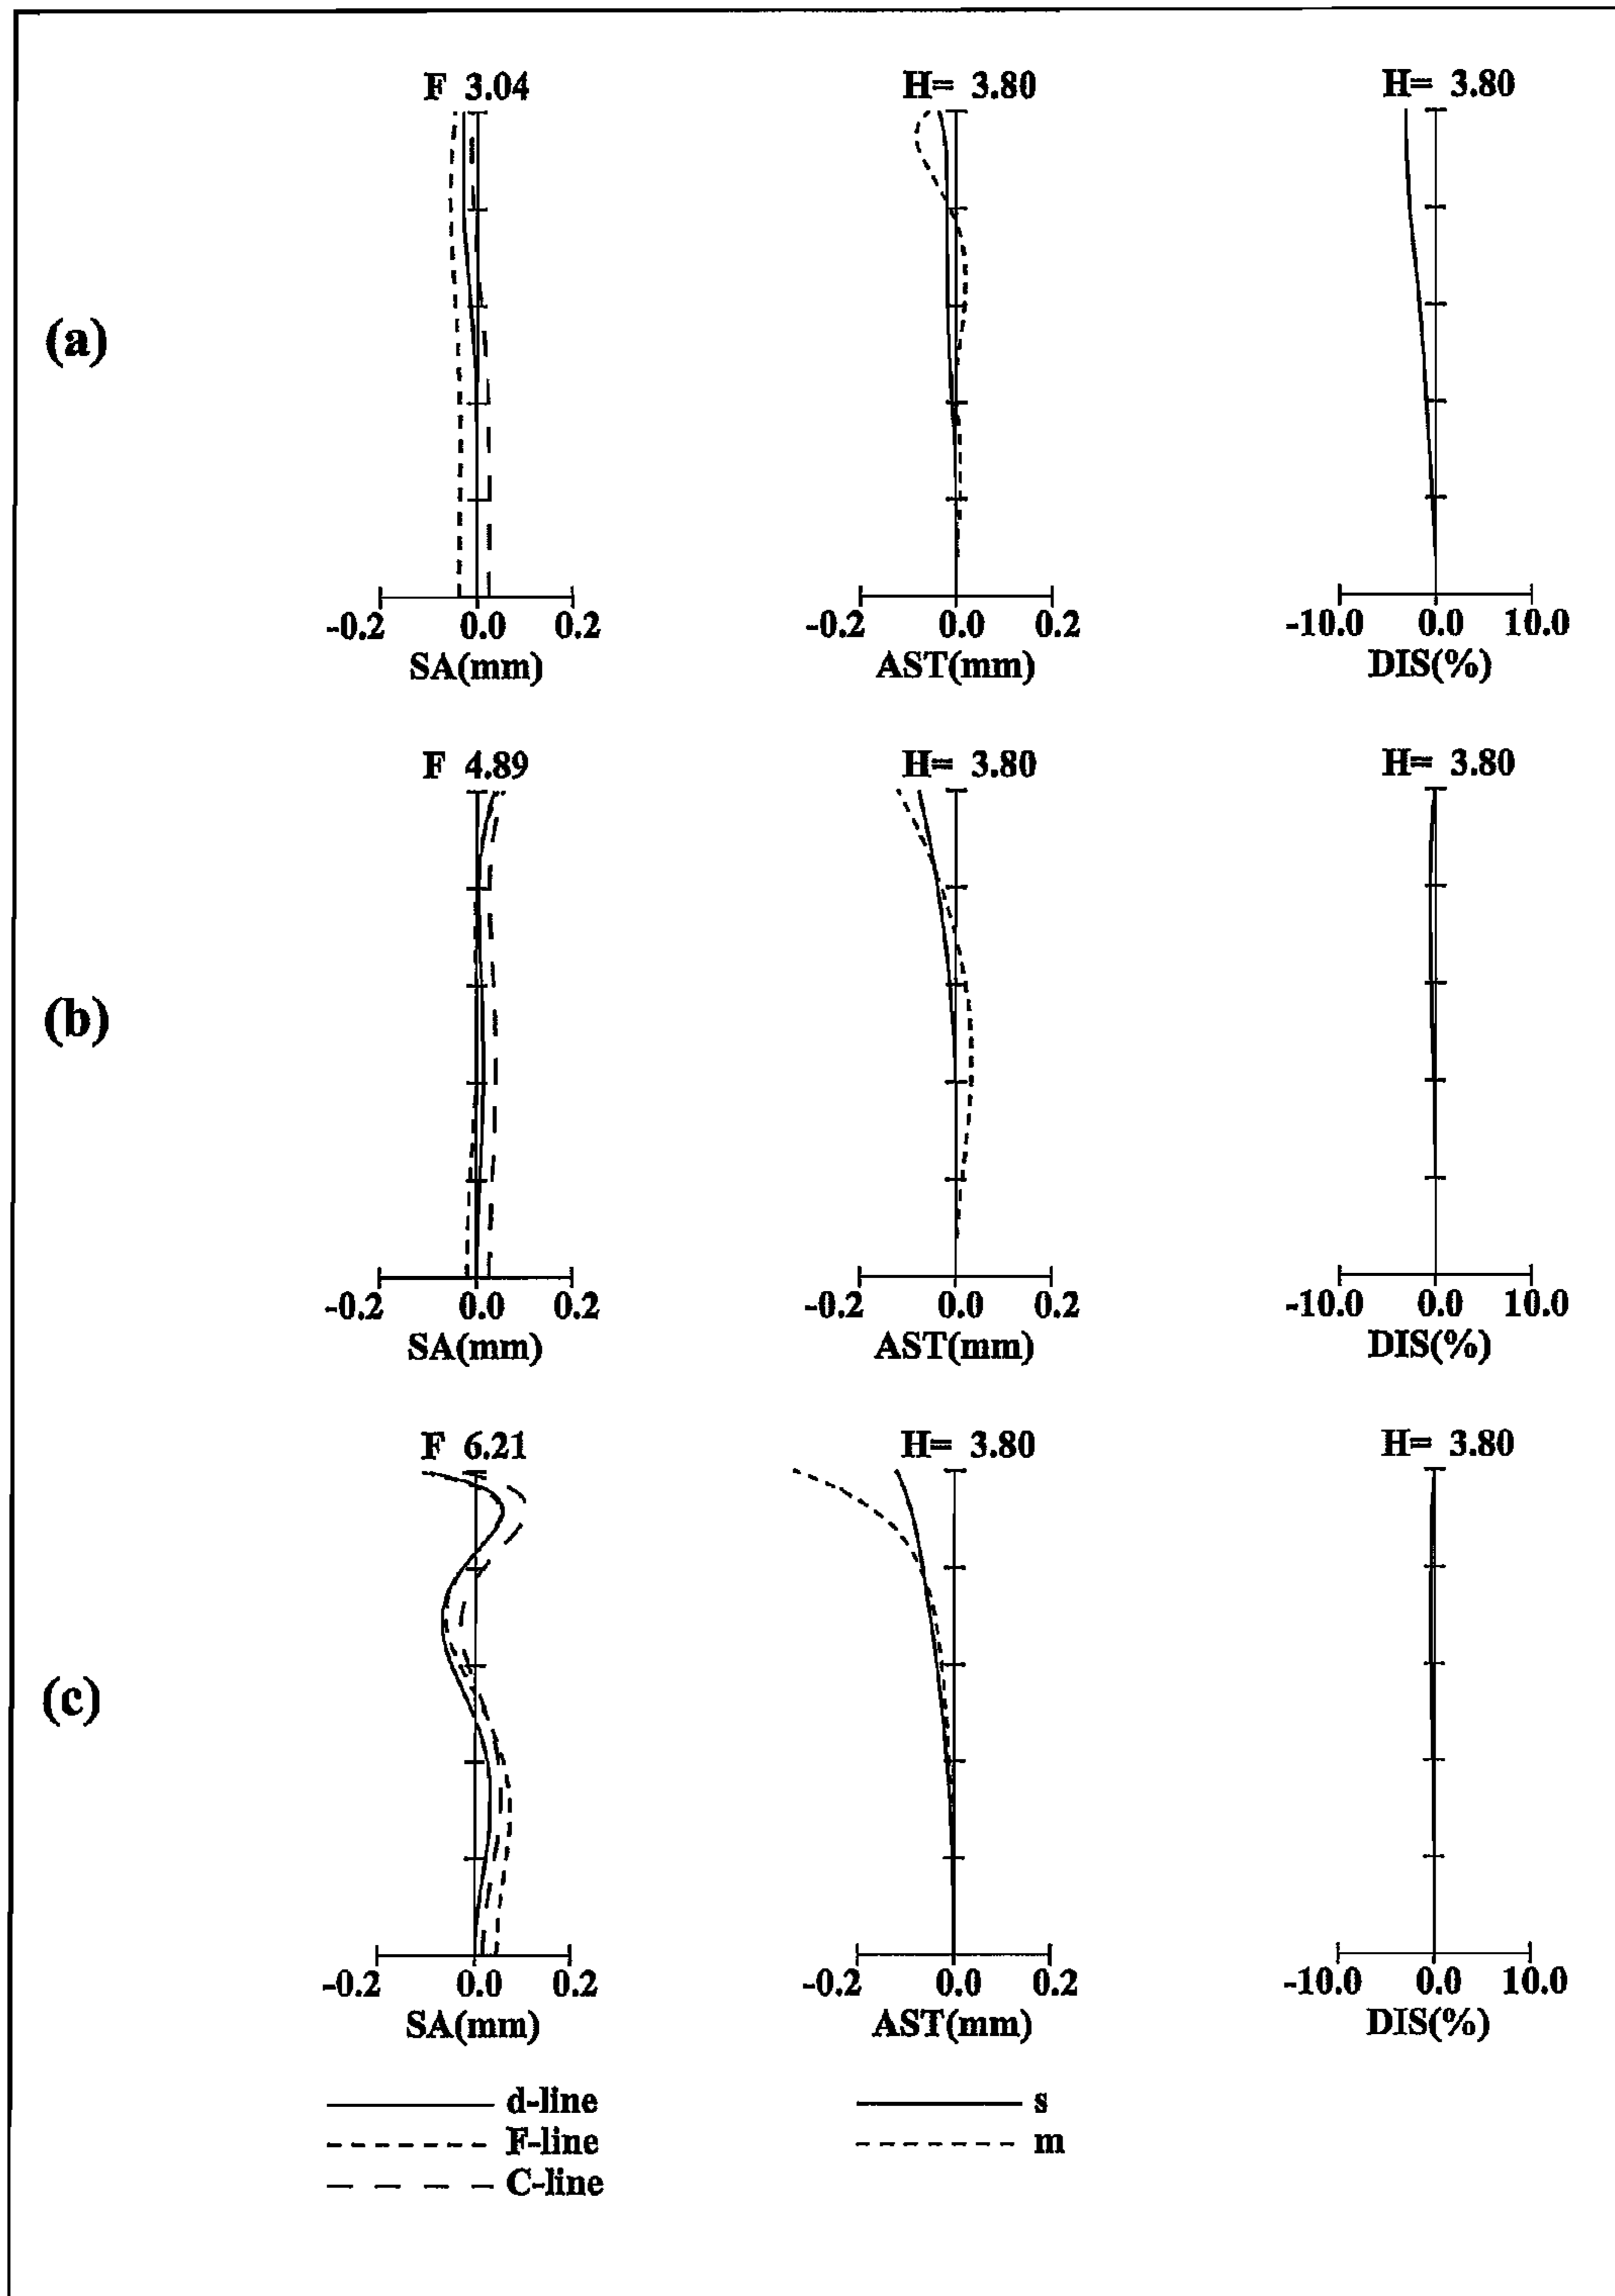 F 3.04 H= 3.80 H= 3.80
(a)
-0.2 0.0 0.2 -0.2 0.0 0.2 -10.0 0.0 10.0
SA(mm) AST(mm) DIS(%)
F 4.89 H= 3.80 H= 3.80
(b)
-0.2 0.0 0.2 -0.2 0.0 0.2 -10.0 0.0 10.0
SA(mm) AST(mm) DIS(%)
F 6.21 H= 3.80 H= 3.80
(c)
-0.2 0.0 0.2 -0.2 0.0 0.2 -10.0 0.0 10.0
SA(mm) AST(mm) DIS(%)
d-line s
F-line m
C-line